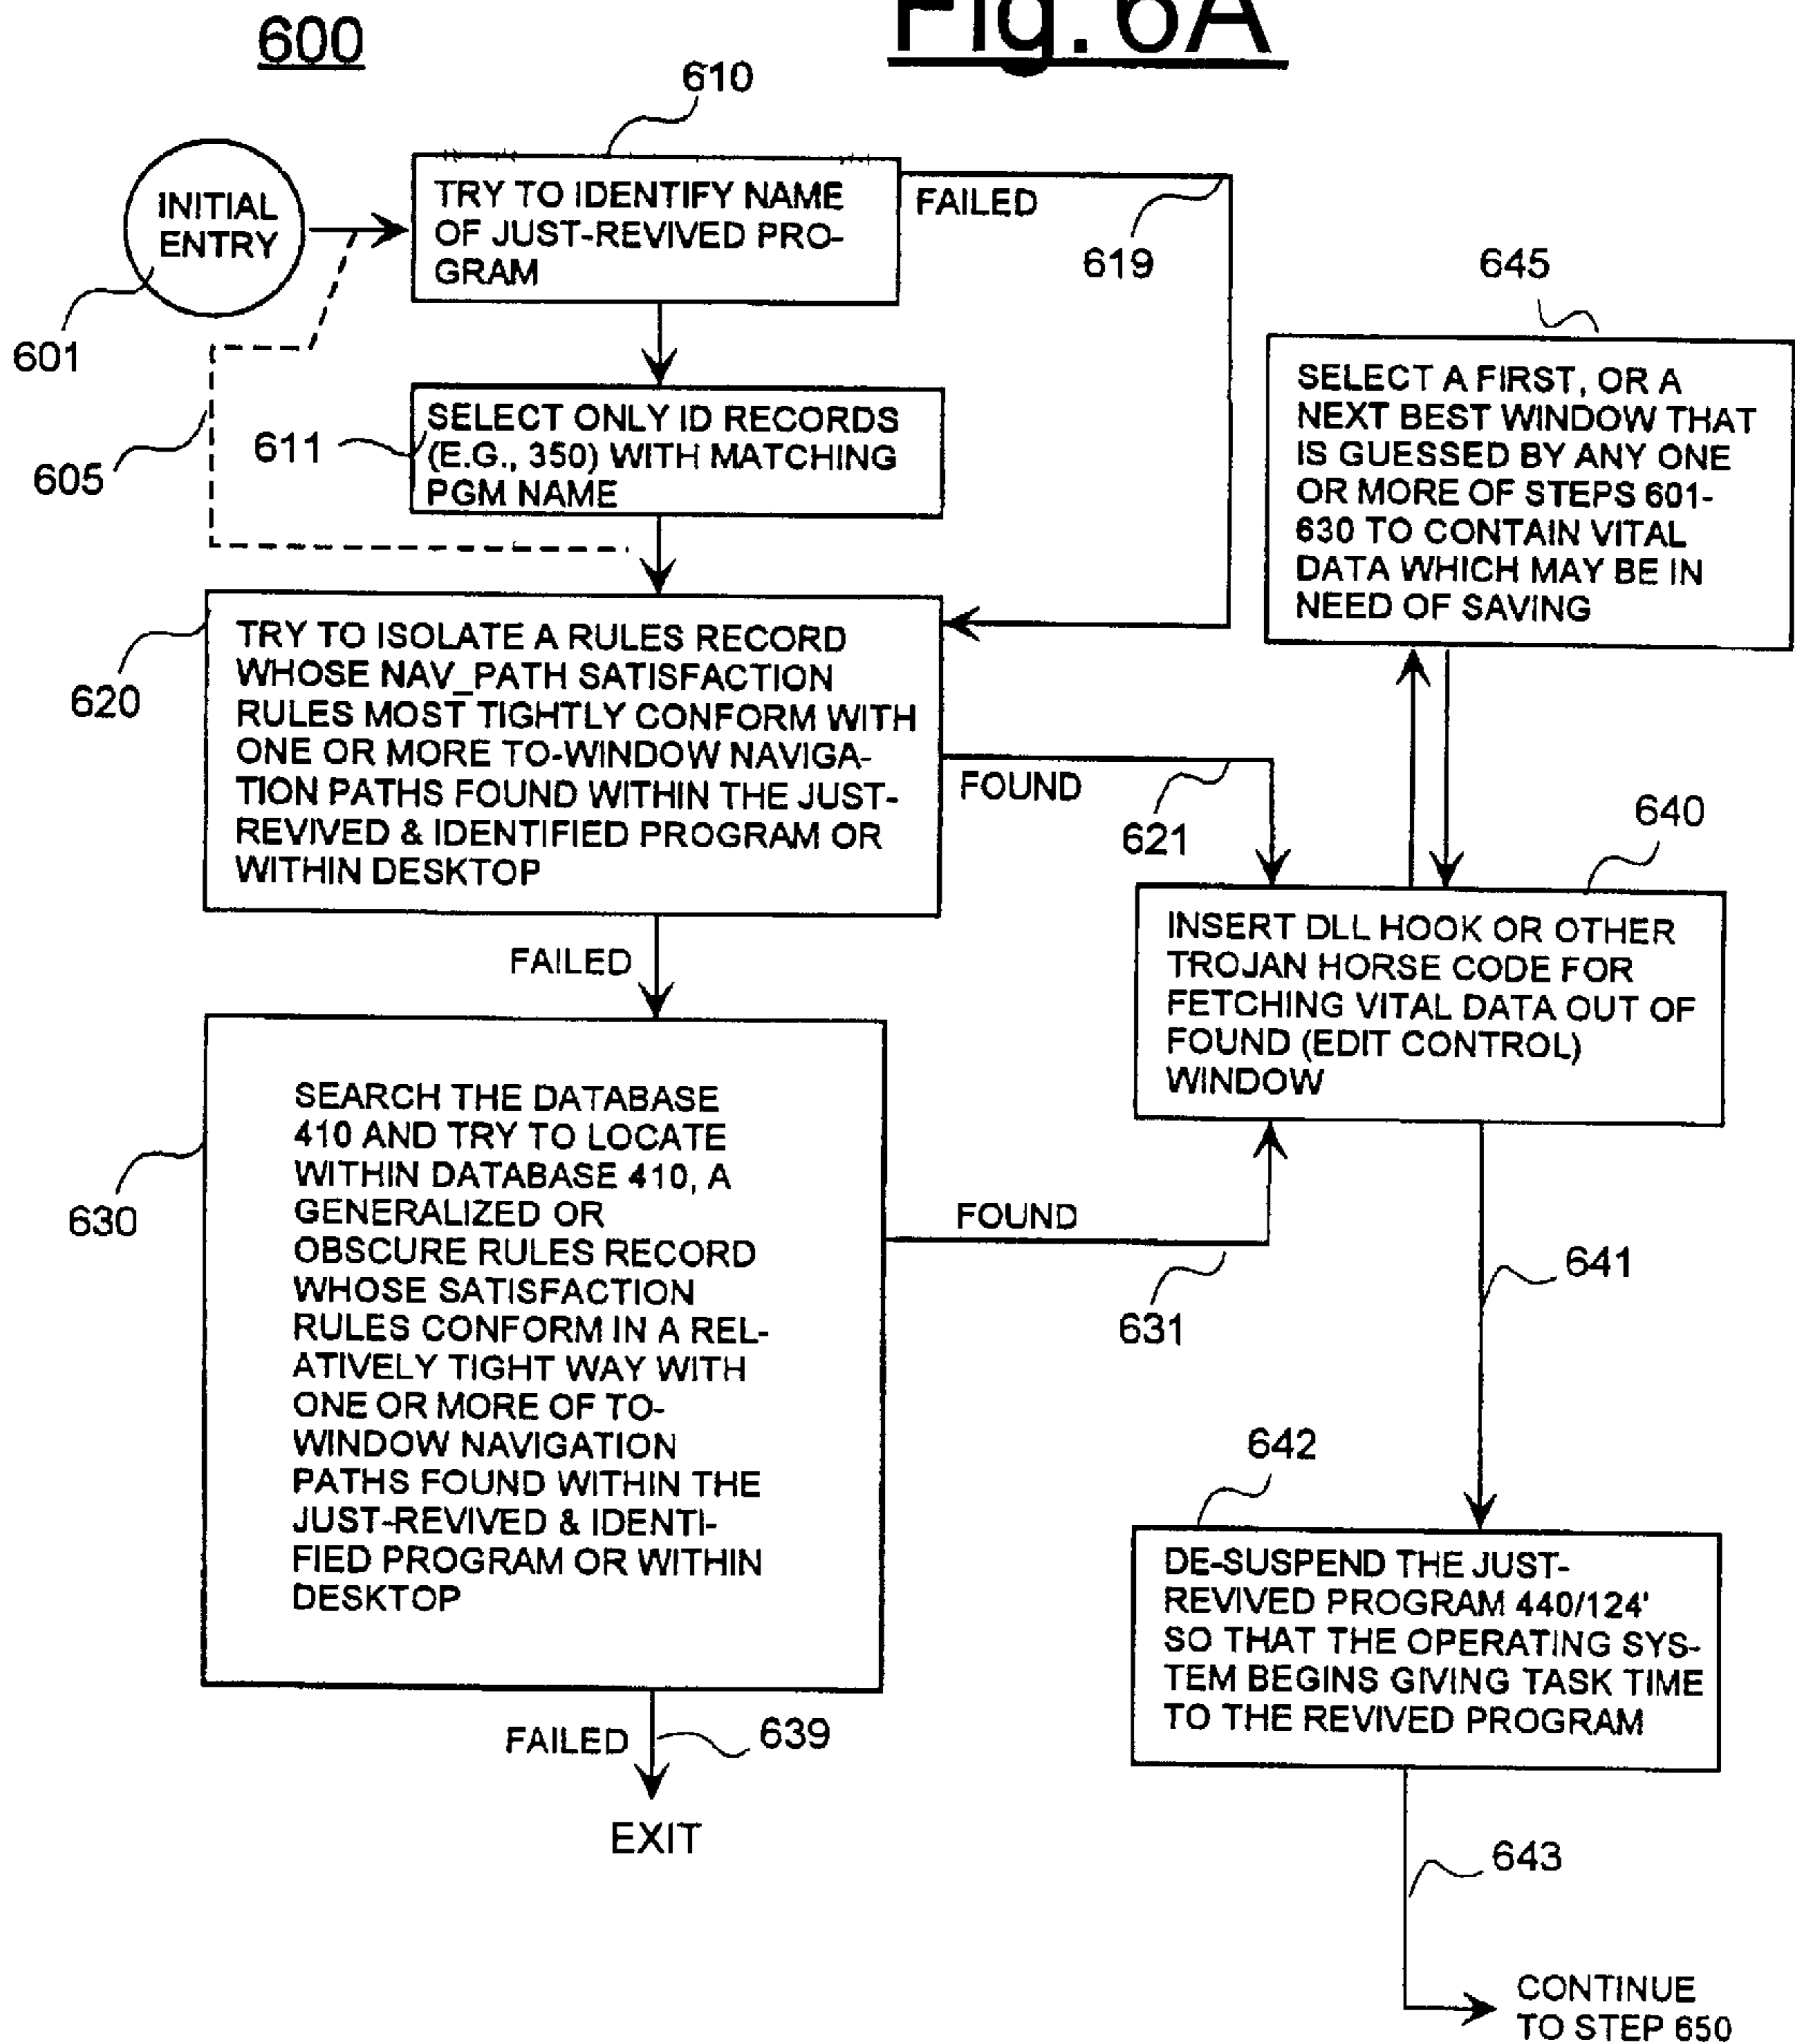 Fig. 6A
600
610
INITIAL
ENTRY
601
TRY TO IDENTIFY NAME
OF JUST-REVIVED PRO-
GRAM
FAILED
619
605
611
SELECT ONLY ID RECORDS
(E.G., 350) WITH MATCHING
PGM NAME
645
SELECT A FIRST, OR A
NEXT BEST WINDOW THAT
IS GUESSED BY ANY ONE
OR MORE OF STEPS 601-
630 TO CONTAIN VITAL
DATA WHICH MAY BE IN
NEED OF SAVING
620
TRY TO ISOLATE A RULES RECORD
WHOSE NAV_PATH SATISFACTION
RULES MOST TIGHTLY CONFORM WITH
ONE OR MORE TO-WINDOW NAVIGA-
TION PATHS FOUND WITHIN THE JUST-
REVIVED & IDENTIFIED PROGRAM OR
WITHIN DESKTOP
FOUND
621
640
FAILED
INSERT DLL HOOK OR OTHER
TROJAN HORSE CODE FOR
FETCHING VITAL DATA OUT OF
FOUND (EDIT CONTROL)
WINDOW
630
SEARCH THE DATABASE
410 AND TRY TO LOCATE
WITHIN DATABASE 410, A
GENERALIZED OR
OBSCURE RULES RECORD
WHOSE SATISFACTION
RULES CONFORM IN A REL-
ATIVELY TIGHT WAY WITH
ONE OR MORE OF TO-
WINDOW NAVIGATION
PATHS FOUND WITHIN THE
JUST-REVIVED & IDENTI-
FIED PROGRAM OR WITHIN
DESKTOP
FOUND
631
641
642
DE-SUSPEND THE JUST-
REVIVED PROGRAM 440/124'
SO THAT THE OPERATING SYS-
TEM BEGINS GIVING TASK TIME
TO THE REVIVED PROGRAM
FAILED
639
EXIT
643
CONTINUE
TO STEP 650